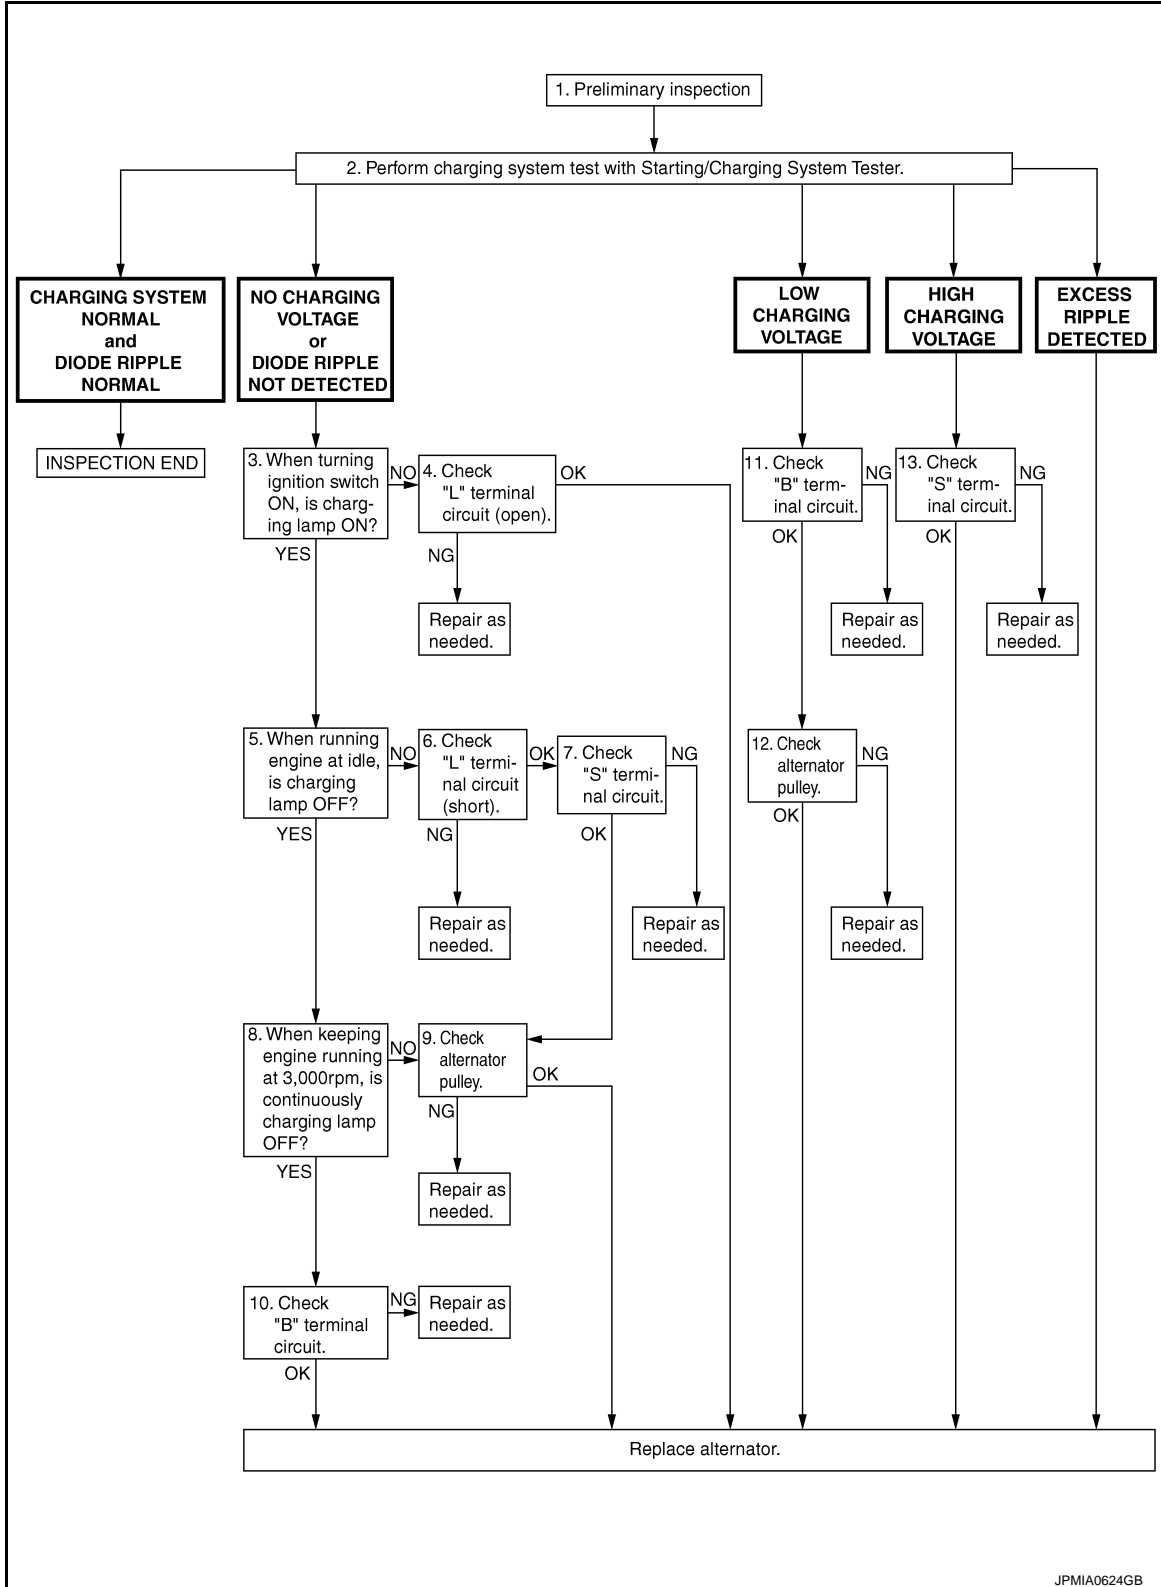 1. Preliminary inspection
2. Perform charging system test with Starting/Charging System Tester.
CHARGING SYSTEM
NORMAL
and
DIODE RIPPLE
NORMAL
NO CHARGING
VOLTAGE
or
DIODE RIPPLE
NOT DETECTED
LOW
CHARGING
VOLTAGE
HIGH
CHARGING
VOLTAGE
EXCESS
RIPPLE
DETECTED
INSPECTION END
3. When turning
ignition switch
ON, is charg-
ing lamp ON?
NO
YES
4. Check
"L" terminal
circuit (open).
OK
NG
Repair as
needed.
11. Check
"B" term-
inal circuit.
NG
OK
Repair as
needed.
13. Check
"S" term-
inal circuit.
NG
OK
Repair as
needed.
5. When running
engine at idle,
is charging
lamp OFF?
NO
YES
6. Check
"L" termi-
nal circuit
(short).
OK
NG
Repair as
needed.
7. Check
"S" termi-
nal circuit.
NG
OK
Repair as
needed.
12. Check
alternator
pulley.
NG
OK
Repair as
needed.
8. When keeping
engine running
at 3,000rpm, is
continuously
charging lamp
OFF?
NO
YES
9. Check
alternator
pulley.
OK
NG
Repair as
needed.
10. Check
"B" terminal
circuit.
NG
OK
Repair as
needed.
Replace alternator.
JPMIA0624GB